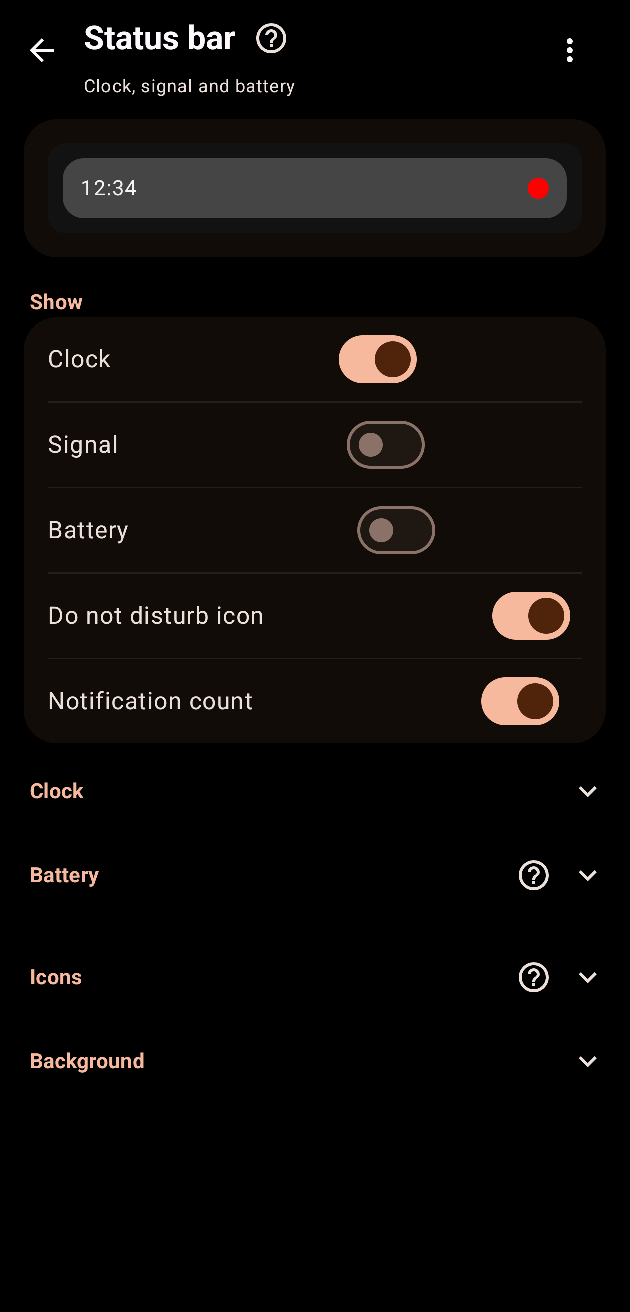 Status bar
Clock, signal and battery
12:34
Show
Clock
Signal
Battery
Do not disturb icon
Notification count
Clock
Battery
Icons
Background